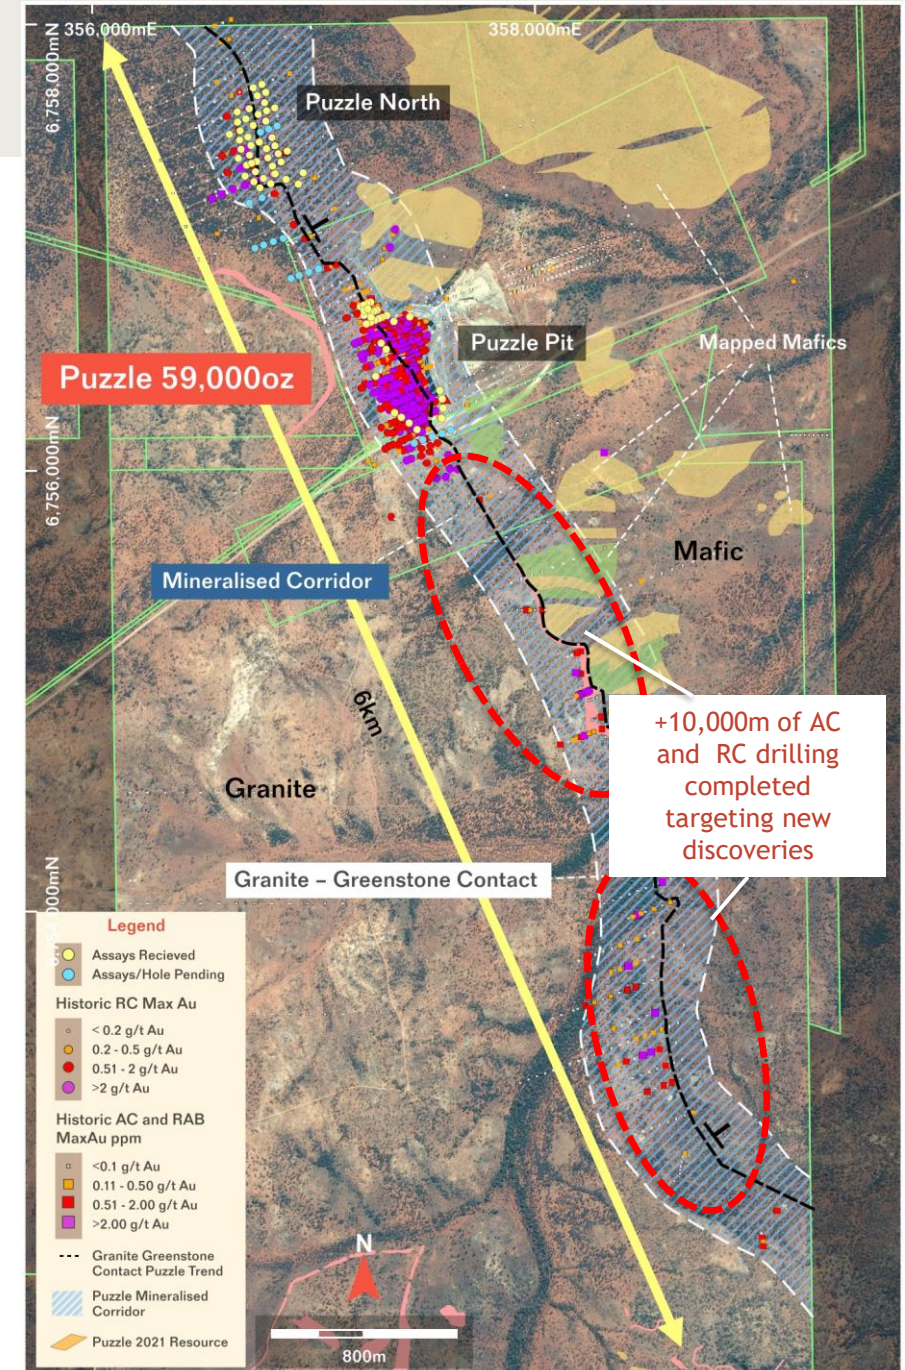 356,000mE
358,000mE
6,758,000mN
Puzzle North
Puzzle Pit
Mapped Mafics
Puzzle 59,000oz
6,756,000mN
Mafic
Mineralised Corridor
6km
+10,000m of AC
and RC drilling
completed
targeting new
discoveries
Granite
Granite – Greenstone Contact
000mN
Legend
Assays Recieved
Assays/Hole Pending
Historic RC Max Au
< 0.2 g/t Au
0.2 - 0.5 g/t Au
0.51 - 2 g/t Au
>2 g/t Au
Historic AC and RAB
MaxAu ppm
<0.1 g/t Au
0.11 - 0.50 g/t Au
0.51 - 2.00 g/t Au
>2.00 g/t Au
Granite Greenstone
Contact Puzzle Trend
Puzzle Mineralised
Corridor
Puzzle 2021 Resource
N
800m